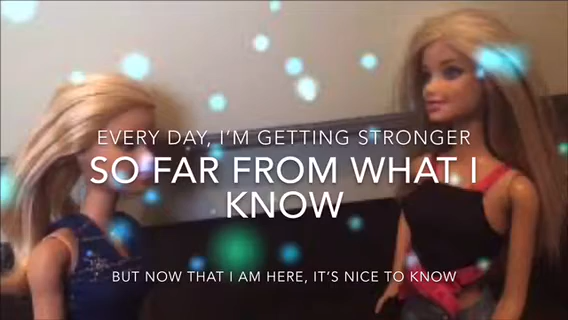 EVERY DAY, I'M GETTING STRONGER
SO FAR FROM WHAT I
KNOW
BUT NOW THAT I AM HERE, IT'S NICE TO KNOW